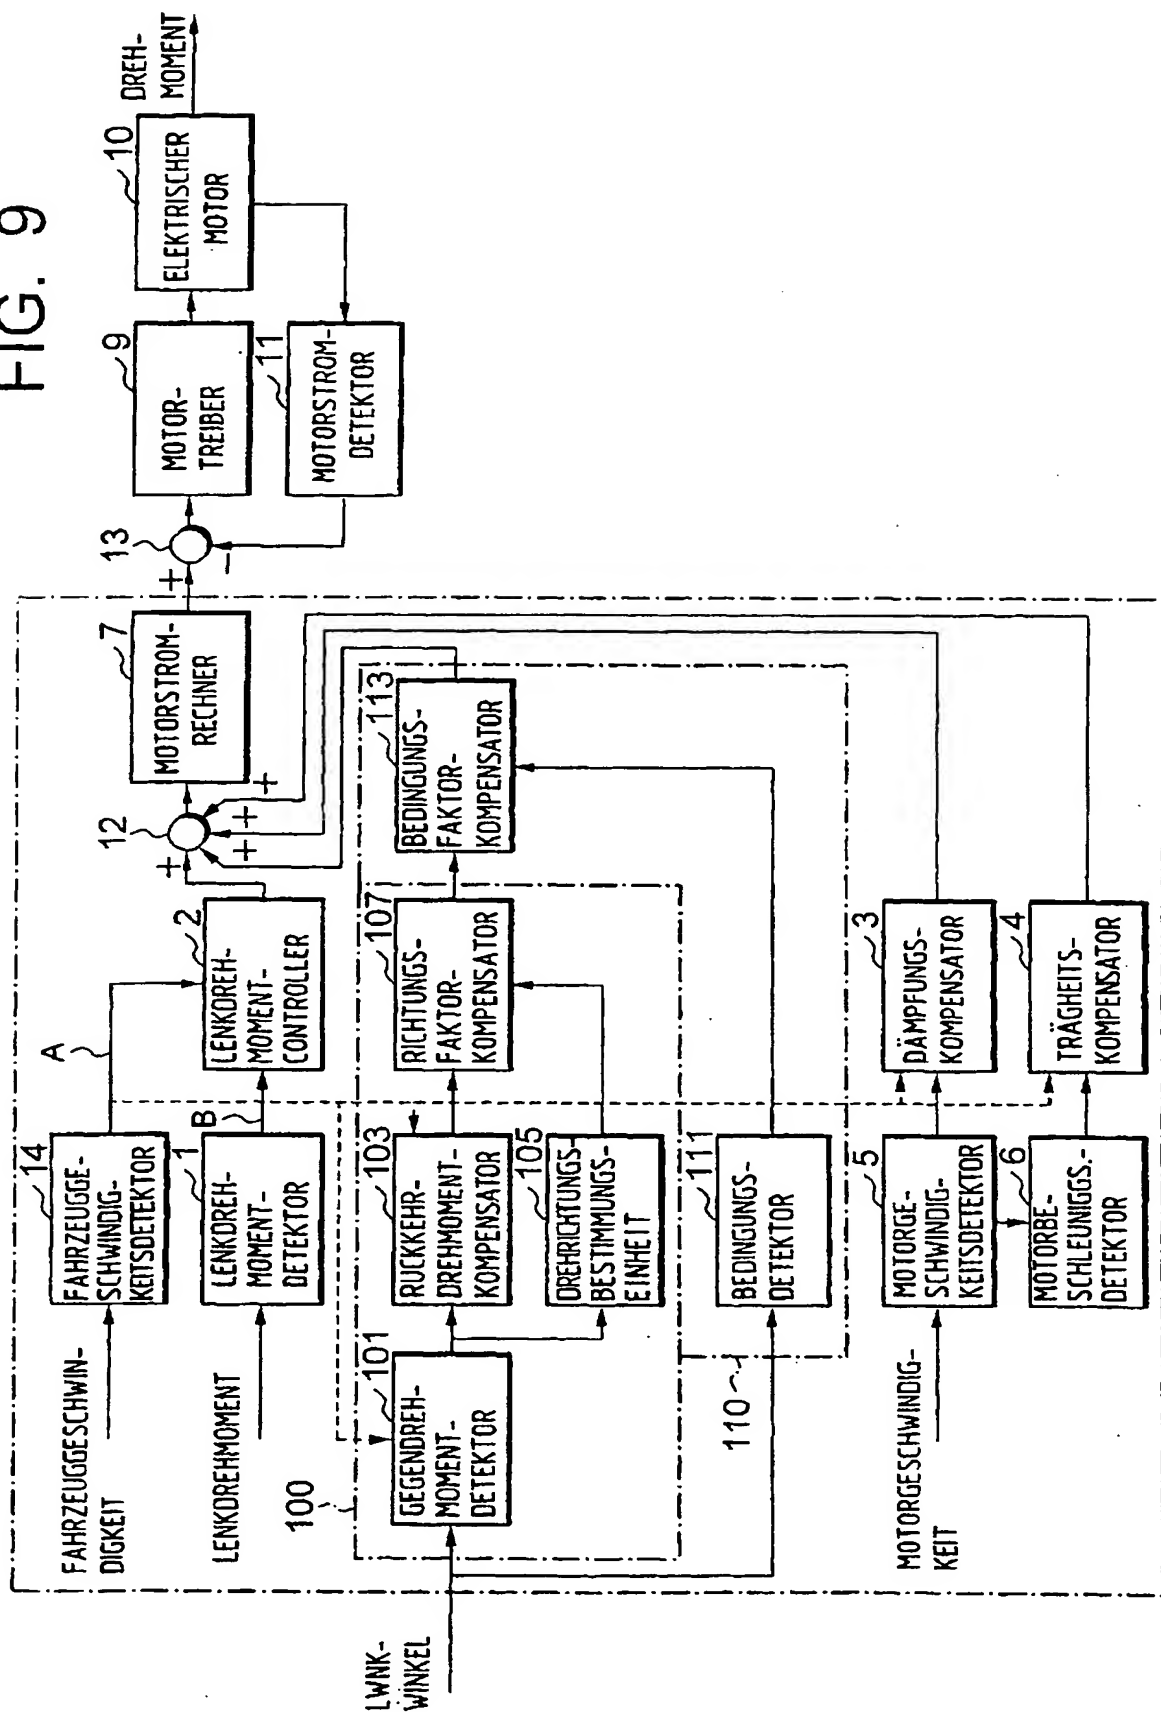 FIG. 9
14
FAHRZEUGGE-
SCHWINDIG-
KEITSDETEKTOR
FAHRZEUGGESCHWIN-
DIGKEIT
A
1
LENKDREH-
MOMENT-
DETEKTOR
LENKDREHMOMENT
B
2
LENKDREH-
MOMENT-
CONTROLLER
12
+
+
+
+
7
MOTORSTROM-
RECHNER
13
+
−
9
MOTOR-
TREIBER
10
ELEKTRISCHER
MOTOR
DREH-
MOMENT
11
MOTORSTROM-
DETEKTOR
100
LWNK-
WINKEL
101
GEGENDREH-
MOMENT-
DETEKTOR
103
RÜCKKEHR-
DREHMOMENT-
KOMPENSATOR
105
DREHRICHTUNGS-
BESTIMMUNGS-
EINHEIT
107
RICHTUNGS-
FAKTOR-
KOMPENSATOR
113
BEDINGUNGS-
FAKTOR-
KOMPENSATOR
110
111
BEDINGUNGS-
DETEKTOR
MOTORGESCHWINDIG-
KEIT
5
MOTORGE-
SCHWINDIG-
KEITSDETEKTOR
6
MOTORBE-
SCHLEUNIGGS.-
DETEKTOR
3
DÄMPFUNGS-
KOMPENSATOR
4
TRÄGHEITS-
KOMPENSATOR